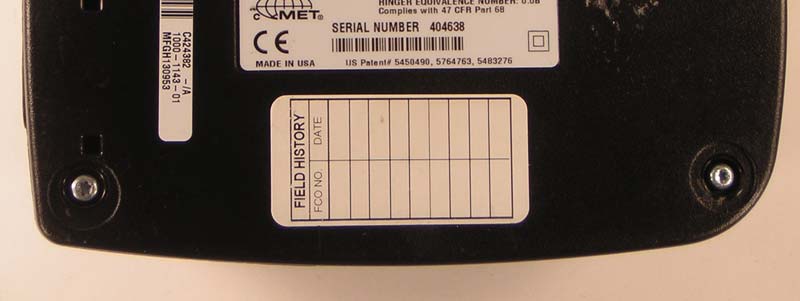 RINGER EQUIVALENCE NUMBER: 0.0B
Complies with 47 CFR Part 68
C MET®
SERIAL NUMBER 404638
CE
MADE IN USA
US Patent# 5450490, 5764763, 5483276
C424382 -/A
1000-1143-01
MFGH130953
FIELD HISTORY
FCO NO. DATE